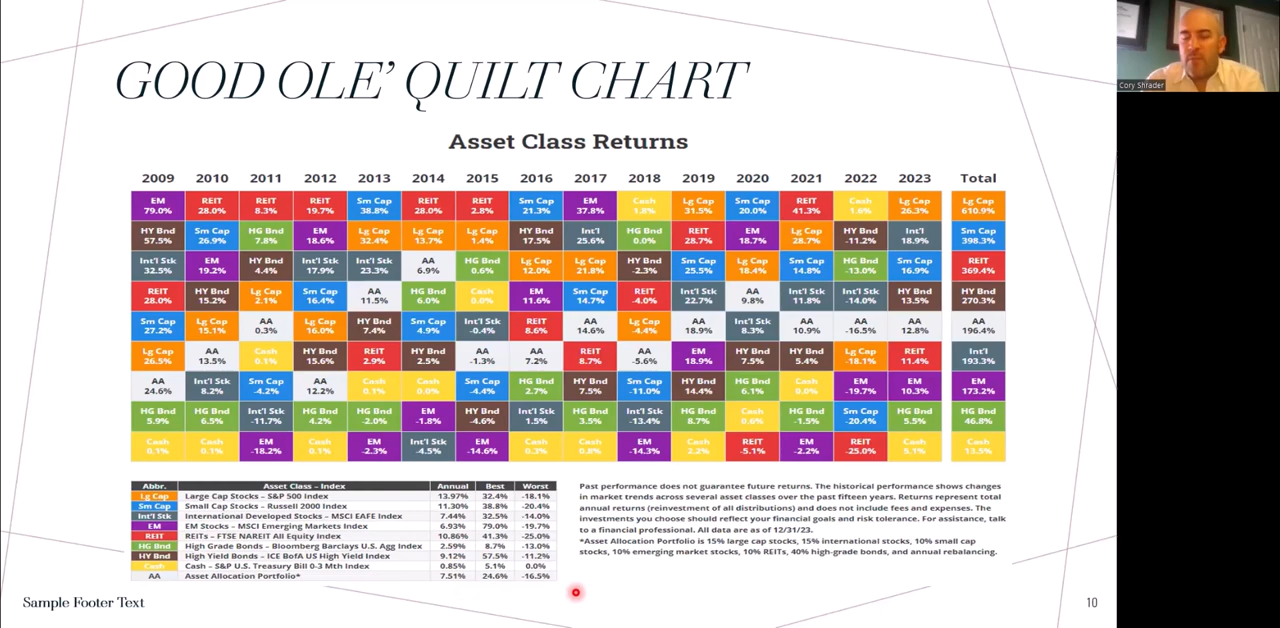 GOOD OLE' QUILT CHART
Cory Shrader
Asset Class Returns
2009 2010 2011 2012 2013 2014 2015 2016 2017 2018 2019 2020 2021 2022 2023 Total
EM REIT REIT REIT Sm Cap REIT REIT Sm Cap EM Cash Lg Cap Sm Cap REIT Cash Lg Cap Lg Cap
79.0% 28.0% 8.3% 19.7% 38.8% 28.0% 2.8% 21.3% 37.8% 1.8% 31.5% 20.0% 41.3% 1.6% 26.3% 610.9%
HY Bnd Sm Cap HG Bnd EM Lg Cap Lg Cap Lg Cap HY Bnd Int'l HG Bnd REIT EM Lg Cap HY Bnd Int'l Sm Cap
57.5% 26.9% 7.8% 18.6% 32.4% 13.7% 1.4% 17.5% 25.6% 0.0% 28.7% 18.7% 28.7% -11.2% 18.9% 398.3%
Int'l Stk EM HY Bnd Int'l Stk Int'l Stk AA HG Bnd Lg Cap Lg Cap HY Bnd Sm Cap Lg Cap Sm Cap HG Bnd Sm Cap REIT
32.5% 19.2% 4.4% 17.9% 23.3% 6.9% 0.6% 12.0% 21.8% -2.3% 25.5% 18.4% 14.8% -13.0% 16.9% 369.4%
REIT HY Bnd Lg Cap Sm Cap AA HG Bnd Cash EM Sm Cap REIT Int'l Stk AA Int'l Stk Int'l Stk HY Bnd HY Bnd
28.0% 15.2% 2.1% 16.4% 11.5% 6.0% 0.0% 11.6% 14.7% -4.0% 22.7% 9.8% 11.8% -14.0% 13.5% 270.3%
Sm Cap Lg Cap AA Lg Cap HY Bnd Sm Cap Int'l Stk REIT AA Lg Cap AA Int'l Stk AA AA AA AA
27.2% 15.1% 0.3% 16.0% 7.4% 4.9% -0.4% 8.6% 14.6% -4.4% 18.9% 8.3% 10.9% -16.5% 12.8% 196.4%
Lg Cap AA Cash HY Bnd REIT HY Bnd AA AA REIT AA EM HY Bnd HY Bnd Lg Cap REIT Int'l
26.5% 13.5% 0.1% 15.6% 2.9% 2.5% -1.3% 7.2% 8.7% -5.6% 18.9% 7.5% 5.4% -18.1% 11.4% 193.3%
AA Int'l Stk Sm Cap AA Cash Cash Sm Cap HG Bnd HY Bnd Sm Cap HY Bnd HG Bnd Cash EM EM EM
24.6% 8.2% -4.2% 12.2% 0.1% 0.0% -4.4% 2.7% 7.5% -11.0% 14.4% 6.1% 0.0% -19.7% 10.3% 173.2%
HG Bnd HG Bnd Int'l Stk HG Bnd HG Bnd EM HY Bnd Int'l Stk HG Bnd Int'l Stk HG Bnd Cash HG Bnd Sm Cap HG Bnd HG Bnd
5.9% 6.5% -11.7% 4.2% -2.0% -1.8% -4.6% 1.5% 3.5% -13.4% 8.7% 0.6% -1.5% -20.4% 5.5% 46.8%
Cash Cash EM Cash EM Int'l Stk EM Cash Cash EM Cash REIT EM REIT Cash Cash
0.1% 0.1% -18.2% 0.1% -2.3% -4.5% -14.6% 0.3% 0.8% -14.3% 2.2% -5.1% -2.2% -25.0% 5.1% 13.5%
Abbr. Asset Class – Index Annual Best Worst
Lg Cap Large Cap Stocks – S&P 500 Index 13.97% 32.4% -18.1%
Sm Cap Small Cap Stocks – Russell 2000 Index 11.30% 38.8% -20.4%
Int'l Stk International Developed Stocks – MSCI EAFE Index 7.44% 32.5% -14.0%
EM EM Stocks – MSCI Emerging Markets Index 6.93% 79.0% -19.7%
REIT REITs – FTSE NAREIT All Equity Index 10.86% 41.3% -25.0%
HG Bnd High Grade Bonds – Bloomberg Barclays U.S. Agg Index 2.59% 8.7% -13.0%
HY Bnd High Yield Bonds – ICE BofA US High Yield Index 9.12% 57.5% -11.2%
Cash Cash – S&P U.S. Treasury Bill 0-3 Mth Index 0.85% 5.1% 0.0%
AA Asset Allocation Portfolio* 7.51% 24.6% -16.5%
Past performance does not guarantee future returns. The historical performance shows changes
in market trends across several asset classes over the past fifteen years. Returns represent total
annual returns (reinvestment of all distributions) and does not include fees and expenses. The
investments you choose should reflect your financial goals and risk tolerance. For assistance, talk
to a financial professional. All data are as of 12/31/23.
*Asset Allocation Portfolio is 15% large cap stocks, 15% international stocks, 10% small cap
stocks, 10% emerging market stocks, 10% REITs, 40% high-grade bonds, and annual rebalancing.
Sample Footer Text
10